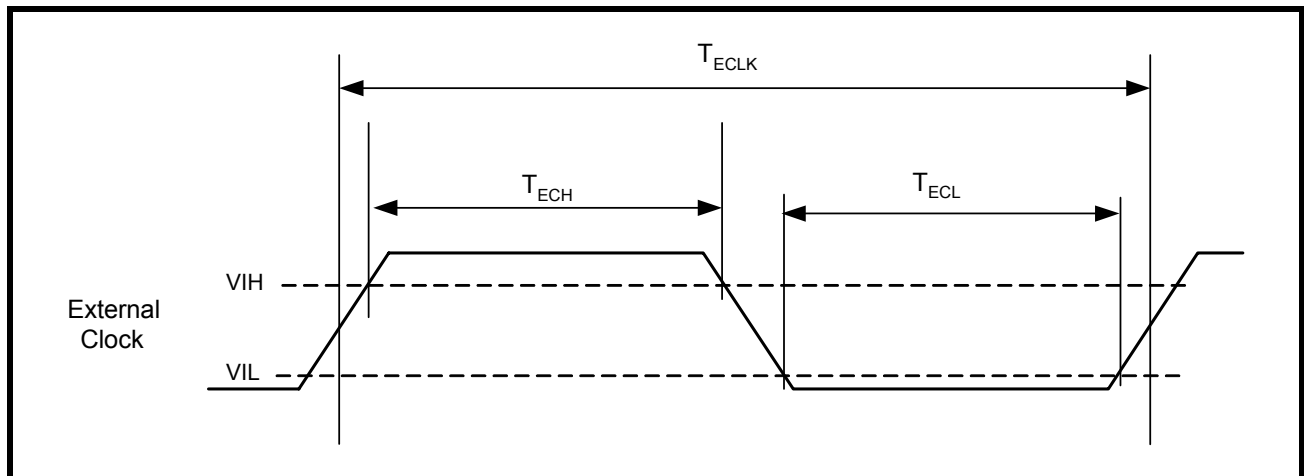 T_ECLK
T_ECH
T_ECL
VIH
External
Clock
VIL